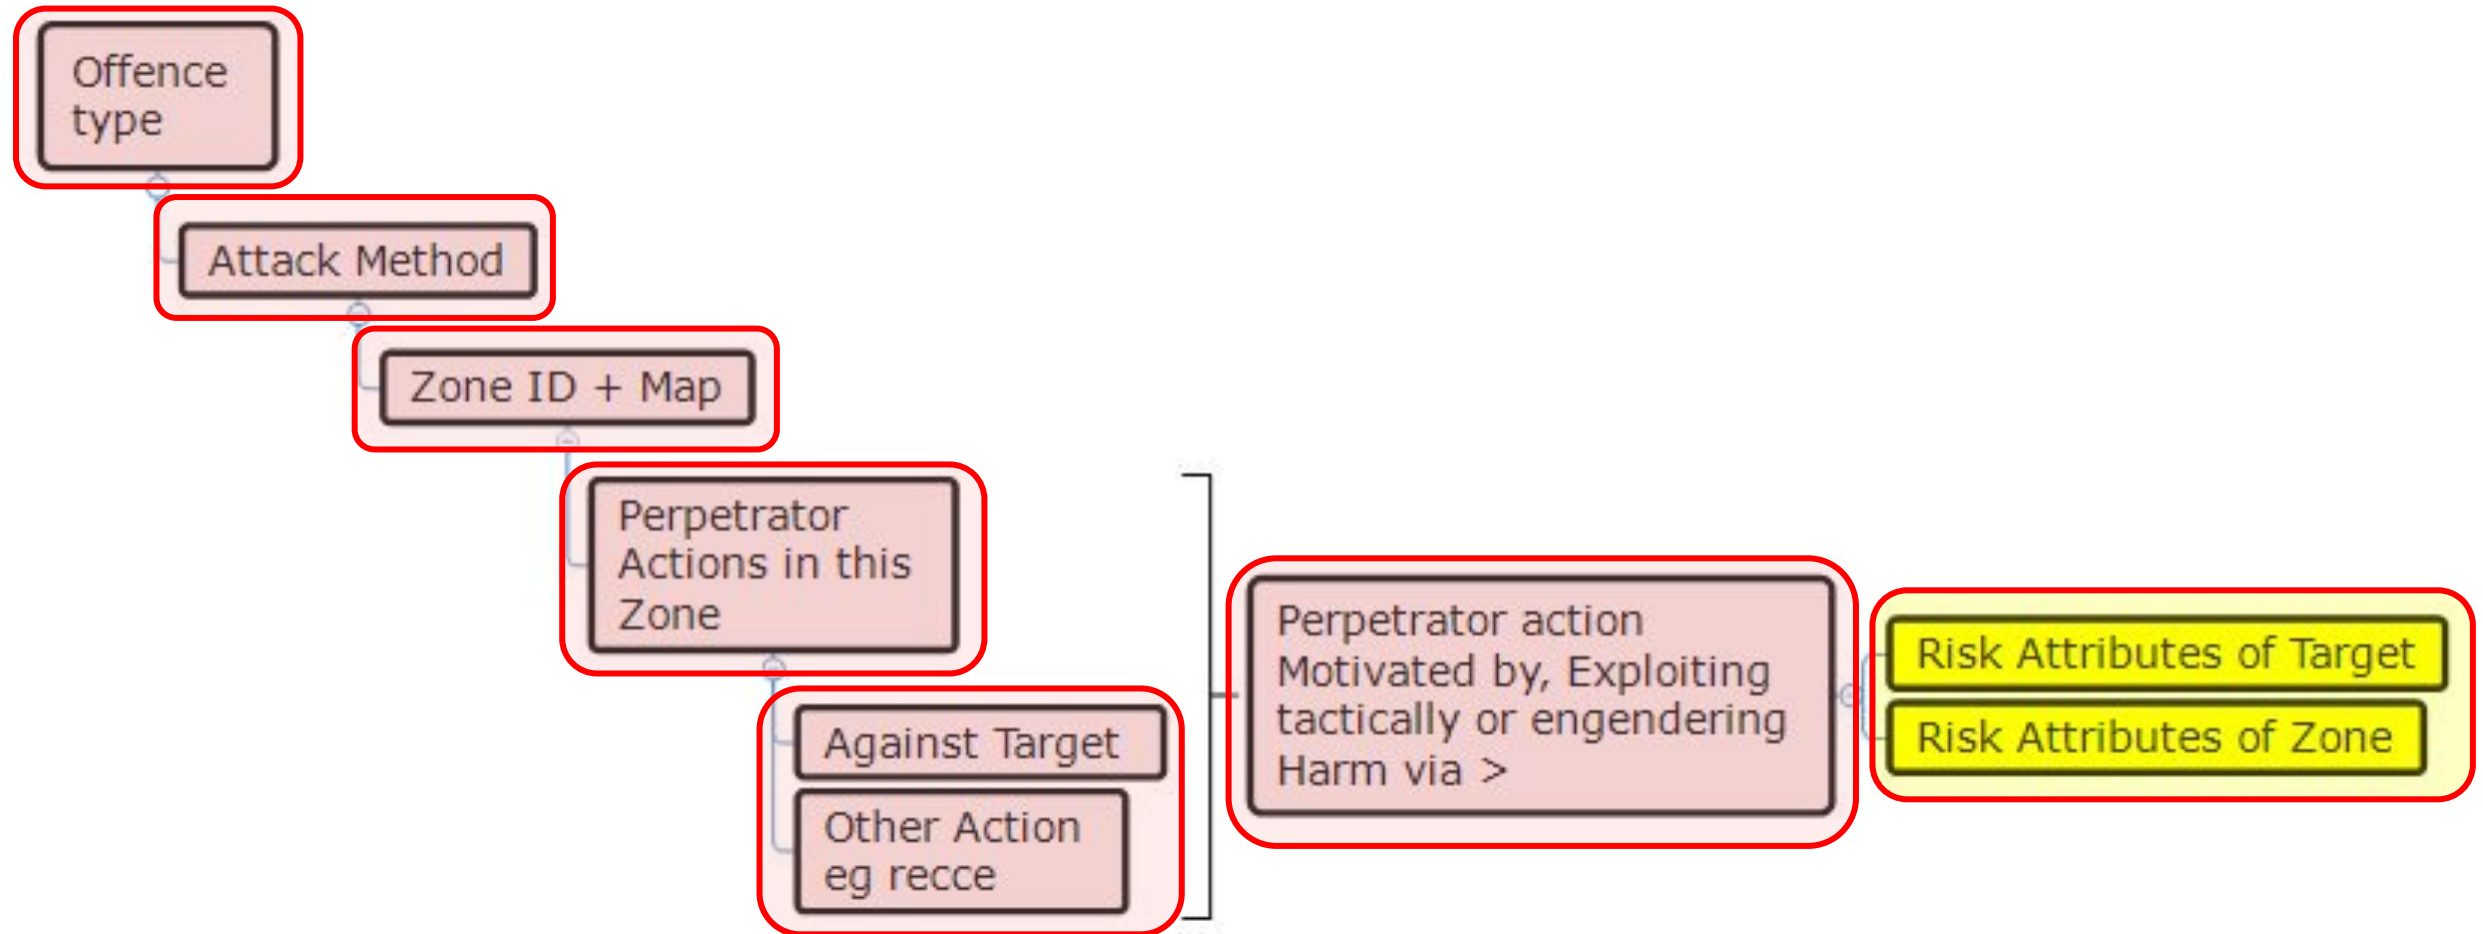 Offence
type
Attack Method
Zone ID + Map
Perpetrator
Actions in this
Zone
Against Target
Other Action
eg recce
Perpetrator action
Motivated by, Exploiting
tactically or engendering
Harm via >
Risk Attributes of Target
Risk Attributes of Zone